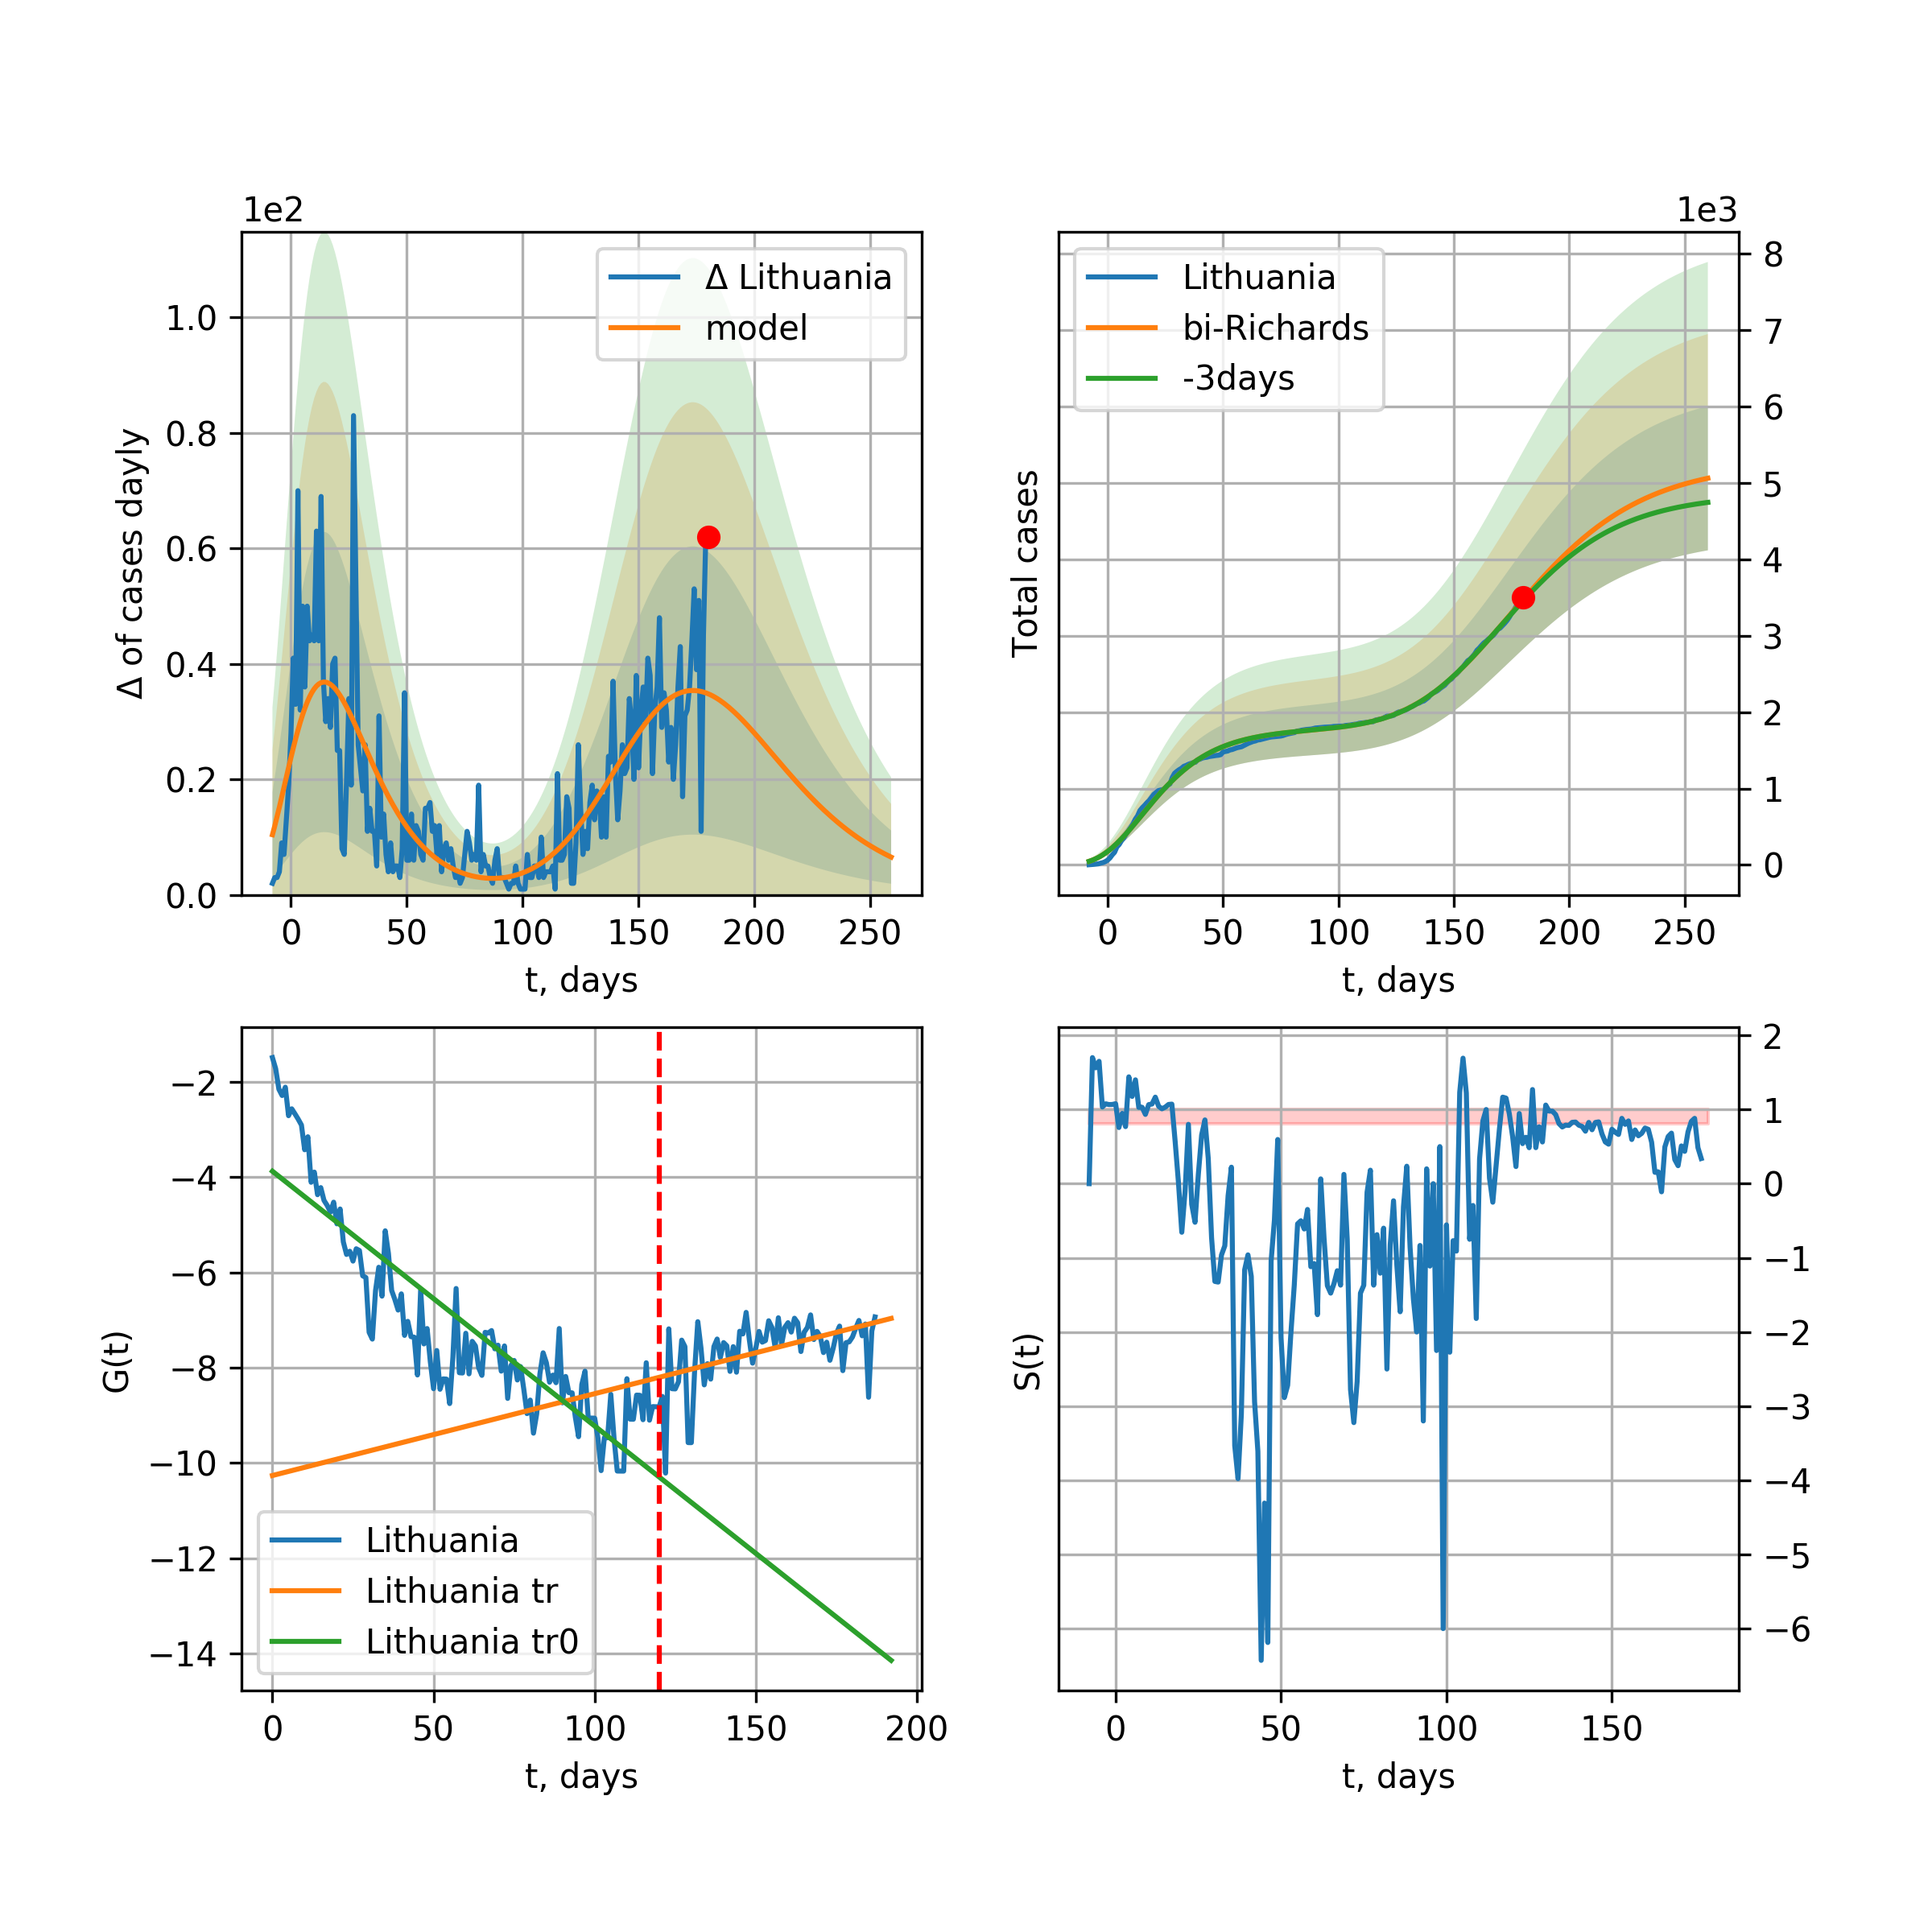 1e2
Δ of cases dayly
1.0
0.8
0.6
0.4
0.2
0.0
Δ Lithuania
model
0 50 100 150 200 250
t, days
1e3
Total cases
Lithuania
bi-Richards
-3days
8
7
6
5
4
3
2
1
0
0 50 100 150 200 250
t, days
G(t)
−2
−4
−6
−8
−10
−12
−14
Lithuania
Lithuania tr
Lithuania tr0
0 50 100 150 200
t, days
S(t)
2
1
0
−1
−2
−3
−4
−5
−6
0 50 100 150
t, days